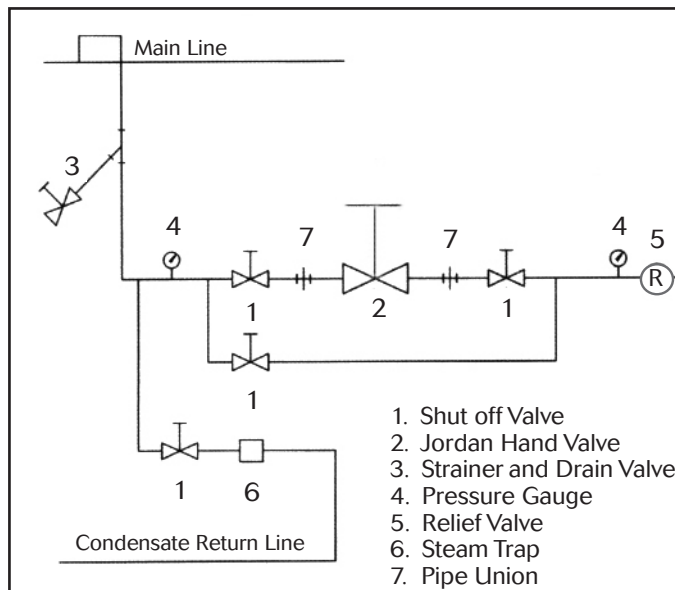 Main Line
3
4
7
7
4
5
R
1
2
1
1
1
6
Condensate Return Line
1. Shut off Valve
2. Jordan Hand Valve
3. Strainer and Drain Valve
4. Pressure Gauge
5. Relief Valve
6. Steam Trap
7. Pipe Union